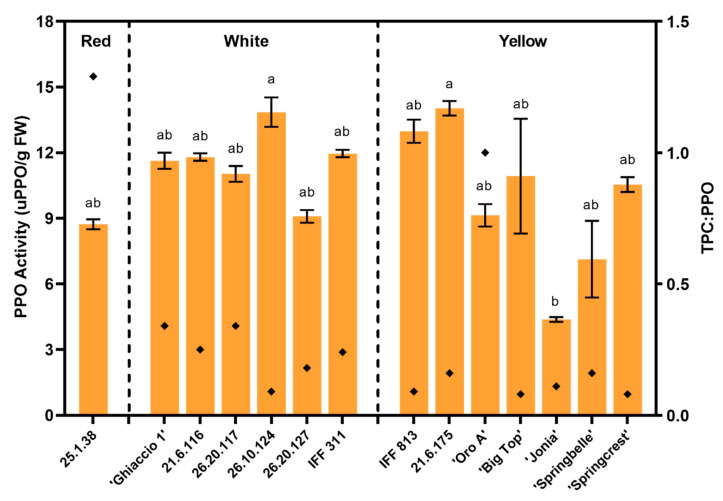 Red White Yellow
PPO Activity (uPPO/g FW)
18
15
12
9
6
3
0
ab
ab
ab
ab
a
ab
ab
ab
a
ab
ab
b
ab
ab
1.5
1.0
0.5
0.0
TPC:PPO
25.1.38
'Ghiaccio 1'
21.6.116
26.20.117
26.10.124
26.20.127
IFF 311
IFF 813
21.6.175
'Oro A'
'Big Top'
'Jonia'
'Springbelle'
'Springcrest'